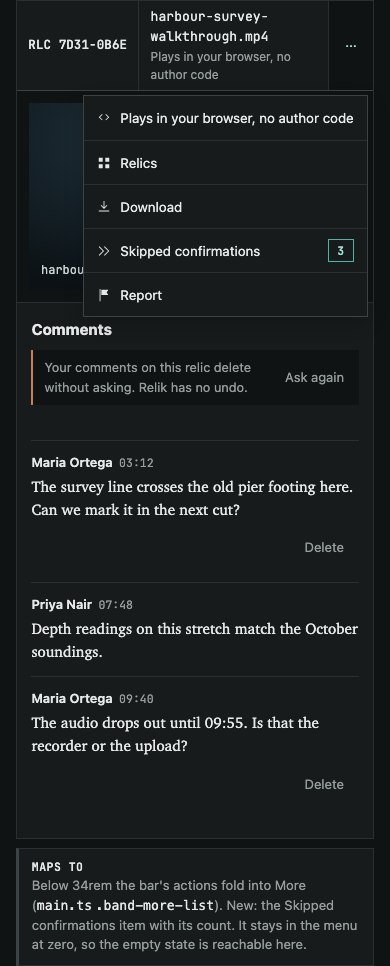 RLC 7D31-0B6E
harbour-survey-
walkthrough.mp4
Plays in your browser, no
author code
...
Plays in your browser, no author code
Relics
Download
Skipped confirmations 3
Report
harbou
Comments
Your comments on this relic delete
without asking. Relik has no undo.
Ask again
Maria Ortega 03:12
The survey line crosses the old pier footing here.
Can we mark it in the next cut?
Delete
Priya Nair 07:48
Depth readings on this stretch match the October
soundings.
Maria Ortega 09:40
The audio drops out until 09:55. Is that the
recorder or the upload?
Delete
MAPS TO
Below 34rem the bar's actions fold into More
(main.ts .band-more-list). New: the Skipped
confirmations item with its count. It stays in the menu
at zero, so the empty state is reachable here.